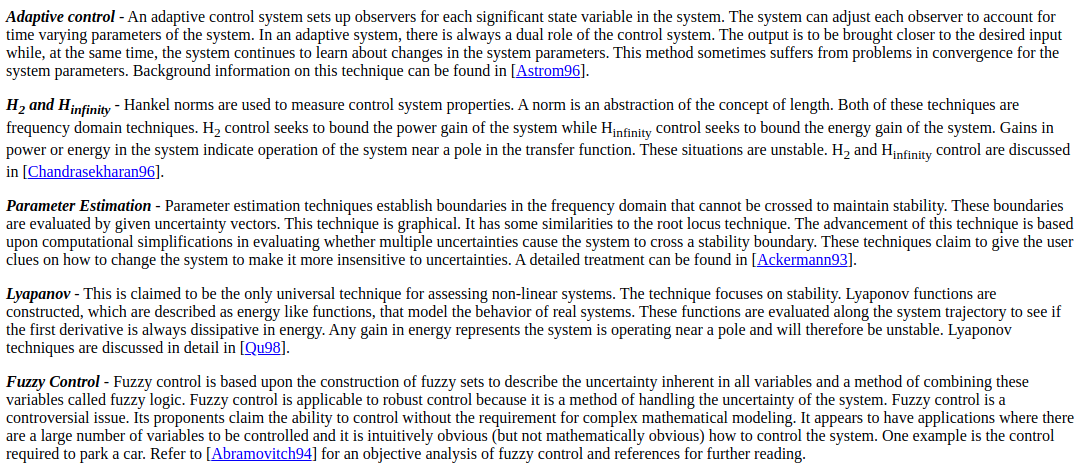 Adaptive control - An adaptive control system sets up observers for each significant state variable in the system. The system can adjust each observer to account for
time varying parameters of the system. In an adaptive system, there is always a dual role of the control system. The output is to be brought closer to the desired input
while, at the same time, the system continues to learn about changes in the system parameters. This method sometimes suffers from problems in convergence for the
system parameters. Background information on this technique can be found in [Astrom96].
H2 and Hinfinity - Hankel norms are used to measure control system properties. A norm is an abstraction of the concept of length. Both of these techniques are
frequency domain techniques. H2 control seeks to bound the power gain of the system while Hinfinity control seeks to bound the energy gain of the system. Gains in
power or energy in the system indicate operation of the system near a pole in the transfer function. These situations are unstable. H2 and Hinfinity control are discussed
in [Chandrasekharan96].
Parameter Estimation - Parameter estimation techniques establish boundaries in the frequency domain that cannot be crossed to maintain stability. These boundaries
are evaluated by given uncertainty vectors. This technique is graphical. It has some similarities to the root locus technique. The advancement of this technique is based
upon computational simplifications in evaluating whether multiple uncertainties cause the system to cross a stability boundary. These techniques claim to give the user
clues on how to change the system to make it more insensitive to uncertainties. A detailed treatment can be found in [Ackermann93].
Lyapanov - This is claimed to be the only universal technique for assessing non-linear systems. The technique focuses on stability. Lyaponov functions are
constructed, which are described as energy like functions, that model the behavior of real systems. These functions are evaluated along the system trajectory to see if
the first derivative is always dissipative in energy. Any gain in energy represents the system is operating near a pole and will therefore be unstable. Lyaponov
techniques are discussed in detail in [Qu98].
Fuzzy Control - Fuzzy control is based upon the construction of fuzzy sets to describe the uncertainty inherent in all variables and a method of combining these
variables called fuzzy logic. Fuzzy control is applicable to robust control because it is a method of handling the uncertainty of the system. Fuzzy control is a
controversial issue. Its proponents claim the ability to control without the requirement for complex mathematical modeling. It appears to have applications where there
are a large number of variables to be controlled and it is intuitively obvious (but not mathematically obvious) how to control the system. One example is the control
required to park a car. Refer to [Abramovitch94] for an objective analysis of fuzzy control and references for further reading.